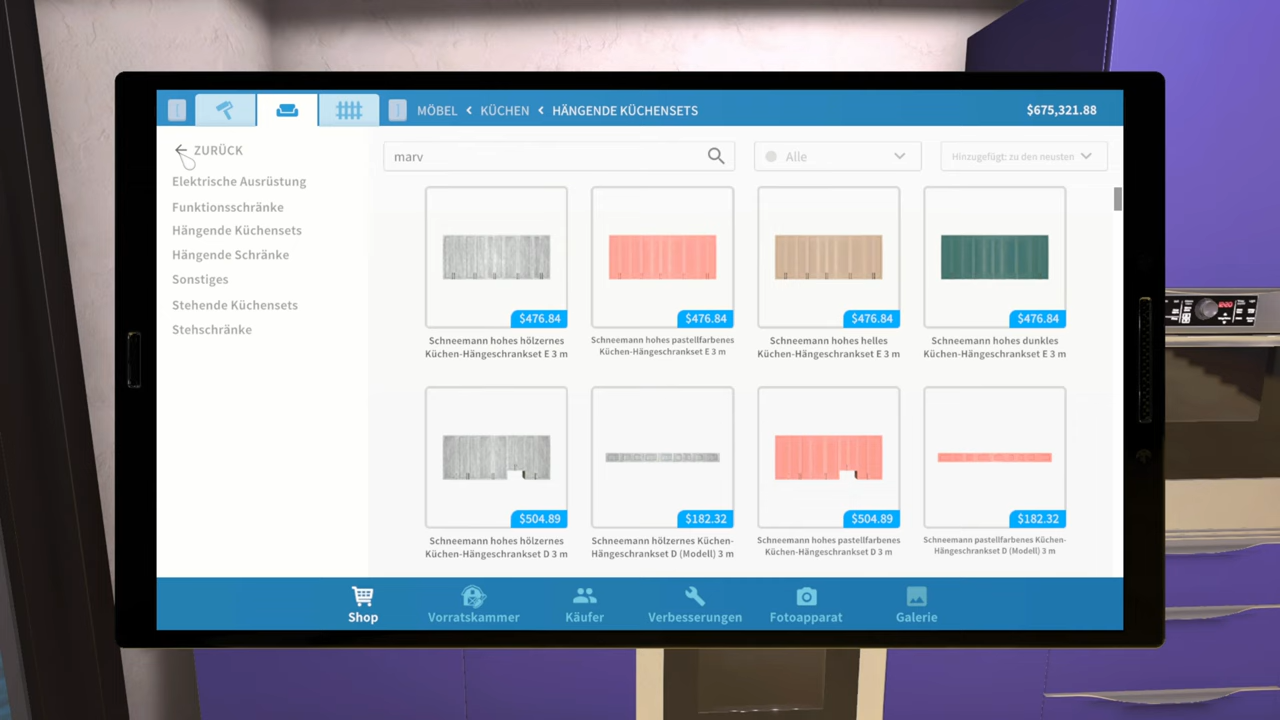 MÖBEL < KÜCHEN < HÄNGENDE KÜCHENSETS
$675,321.88
ZURÜCK
marv
Alle
Hinzugefügt: zu den neusten
Elektrische Ausrüstung
Funktionsschränke
Hängende Küchensets
Hängende Schränke
Sonstiges
Stehende Küchensets
Stehschränke
$476.84
$476.84
$476.84
$476.84
Schneemann hohes hölzernes
Küchen-Hängeschrankset E 3 m
Schneemann hohes pastellfarbenes
Küchen-Hängeschrankset E 3 m
Schneemann hohes helles
Küchen-Hängeschrankset E 3 m
Schneemann hohes dunkles
Küchen-Hängeschrankset E 3 m
$504.89
$182.32
$504.89
$182.32
Schneemann hohes hölzernes
Küchen-Hängeschrankset D 3 m
Schneemann hölzernes Küchen-
Hängeschrankset D (Modell) 3 m
Schneemann hohes pastellfarbenes
Küchen-Hängeschrankset D 3 m
Schneemann pastellfarbenes Küchen-
Hängeschrankset D (Modell) 3 m
Shop
Vorratskammer
Käufer
Verbesserungen
Fotoapparat
Galerie